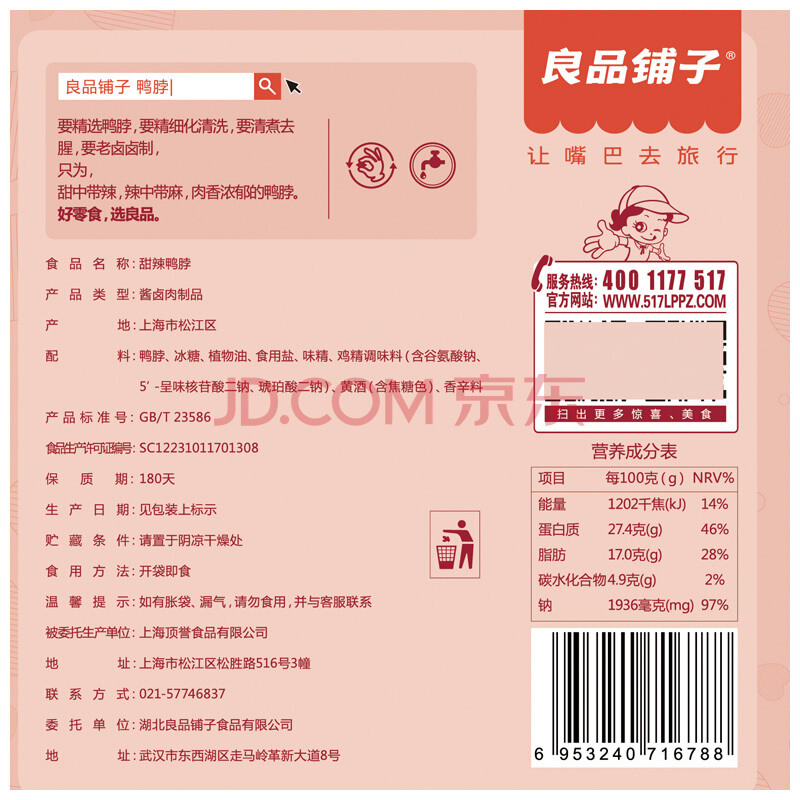 良品铺子 鸭脖
要精选鸭脖,要精细化清洗,要清煮去
腥,要老卤卤制,
只为,
甜中带辣,辣中带麻,肉香浓郁的鸭脖。
好零食,选良品。
良品铺子®
让嘴巴去旅行
服务热线: 400 1177 517
官方网站: WWW.517LPPZ.COM
扫出更多惊喜、美食
食品名称: 甜辣鸭脖
产品类型: 酱卤肉制品
产地: 上海市松江区
配料: 鸭脖、冰糖、植物油、食用盐、味精、鸡精调味料(含谷氨酸钠、
5'-呈味核苷酸二钠、琥珀酸二钠)、黄酒(含焦糖色)、香辛料
产品标准号: GB/T 23586
食品生产许可证编号: SC12231011701308
保质期: 180天
生产日期: 见包装上标示
贮藏条件: 请置于阴凉干燥处
食用方法: 开袋即食
温馨提示: 如有胀袋、漏气,请勿食用,并与客服联系
被委托生产单位: 上海顶誉食品有限公司
地址: 上海市松江区松胜路516号3幢
联系方式: 021-57746837
委托单位: 湖北良品铺子食品有限公司
地址: 武汉市东西湖区走马岭革新大道8号
JD.COM 京东
营养成分表
项目 每100克(g) NRV%
能量 1202千焦(kJ) 14%
蛋白质 27.4克(g) 46%
脂肪 17.0克(g) 28%
碳水化合物 4.9克(g) 2%
钠 1936毫克(mg) 97%
6 953240 716788